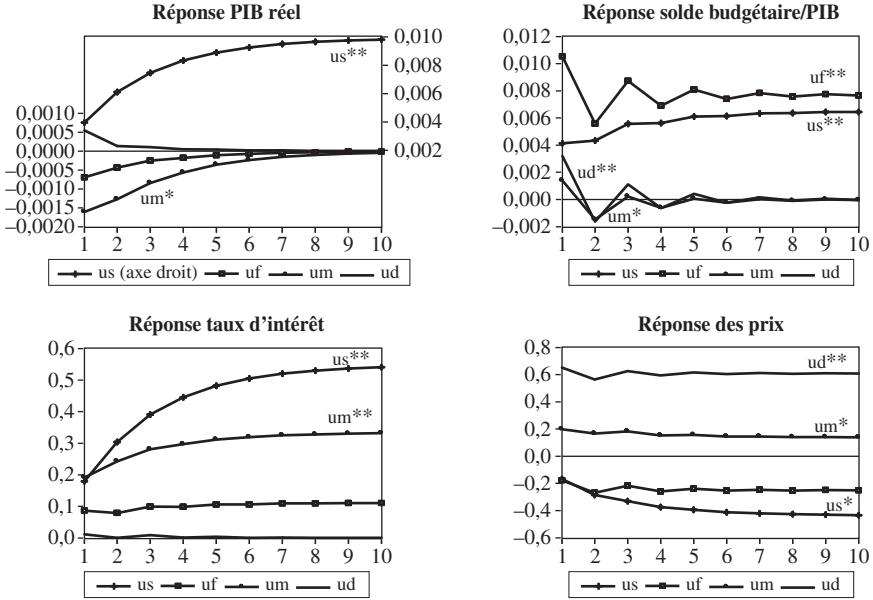 Réponse PIB réel
us**
0,010
0,008
0,006
0,004
0,002
0,0010
0,0005
0,0000
–0,0005
–0,0010
–0,0015
–0,0020
um*
1 2 3 4 5 6 7 8 9 10
us (axe droit) uf um ud
Réponse solde budgétaire/PIB
0,012
0,010
0,008
0,006
0,004
0,002
0,000
–0,002
uf**
us**
ud**
um*
1 2 3 4 5 6 7 8 9 10
us uf um ud
Réponse taux d’intérêt
0,6
0,5
0,4
0,3
0,2
0,1
0,0
us**
um**
1 2 3 4 5 6 7 8 9 10
us uf um ud
Réponse des prix
0,8
0,6
0,4
0,2
0,0
–0,2
–0,4
–0,6
ud**
um*
us*
1 2 3 4 5 6 7 8 9 10
us uf um ud